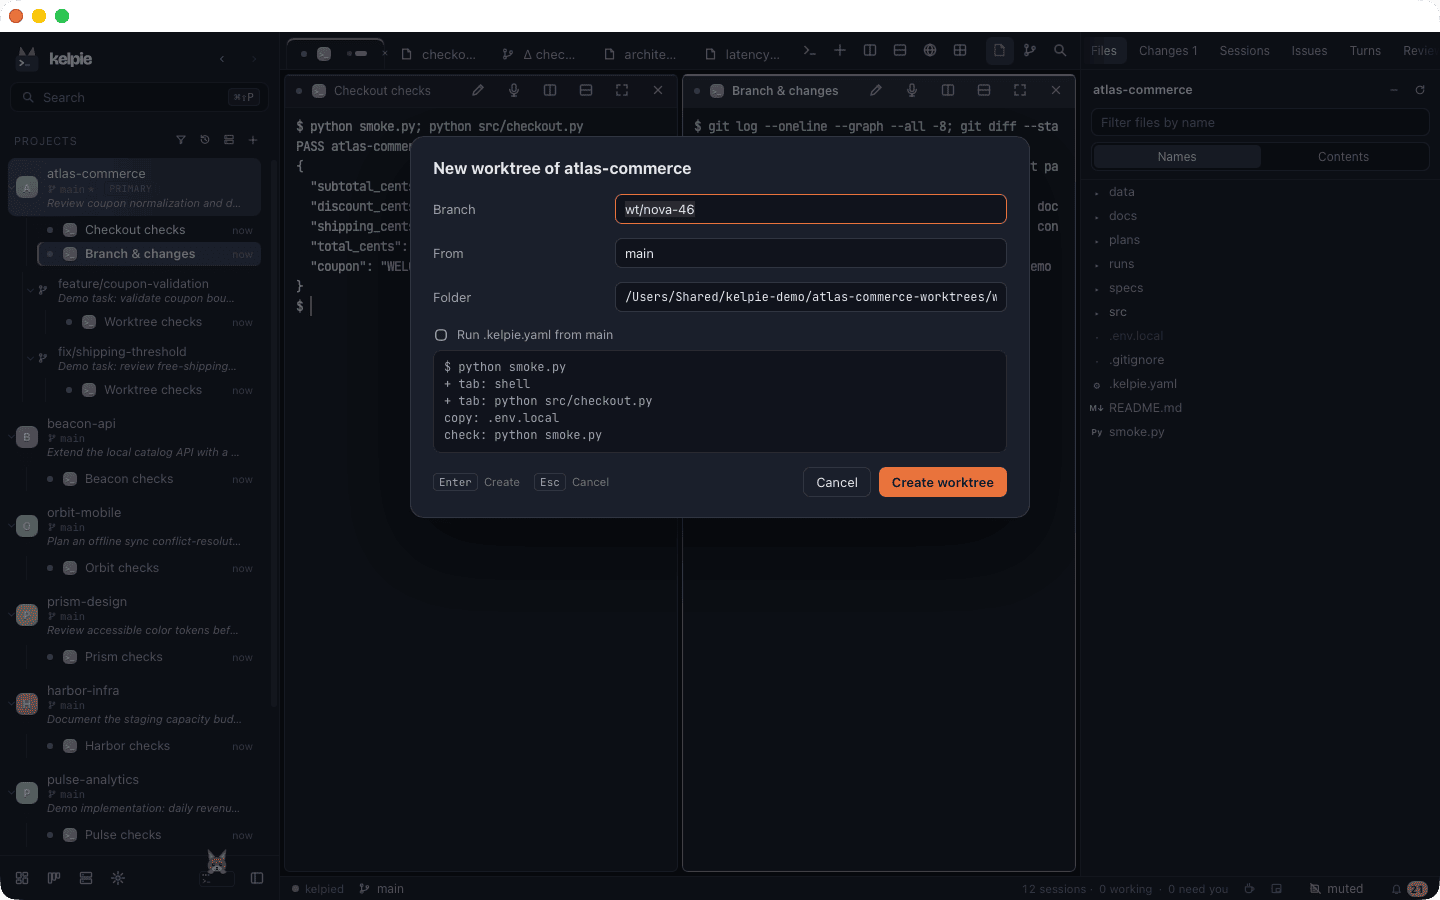 kelpie
Search
⌘⇧P
PROJECTS
A
atlas-commerce
main
PRIMARY
Review coupon normalization and d...
Checkout checks
now
Branch & changes
now
feature/coupon-validation
Demo task: validate coupon bou...
Worktree checks
now
fix/shipping-threshold
Demo task: review free-shipping...
Worktree checks
now
B
beacon-api
main
Extend the local catalog API with a ...
Beacon checks
now
O
orbit-mobile
main
Plan an offline sync conflict-resolut...
Orbit checks
now
P
prism-design
main
Review accessible color tokens bef...
Prism checks
now
H
harbor-infra
main
Document the staging capacity bud...
Harbor checks
now
P
pulse-analytics
main
Demo implementation: daily revenu...
Pulse checks
now
checko...
Δ chec...
archite...
latency...
Checkout checks
$ python smoke.py; python src/checkout.py
PASS atlas-comme
{
"subtotal_cents
"discount_cents
"shipping_cents
"total_cents":
"coupon": "WELC
}
$
Branch & changes
$ git log --oneline --graph --all -8; git diff --sta
t pa
doc
con
emo
New worktree of atlas-commerce
Branch
wt/nova-46
From
main
Folder
/Users/Shared/kelpie-demo/atlas-commerce-worktrees/w
Run .kelpie.yaml from main
$ python smoke.py
+ tab: shell
+ tab: python src/checkout.py
copy: .env.local
check: python smoke.py
Enter Create Esc Cancel
Cancel
Create worktree
Files
Changes 1
Sessions
Issues
Turns
Revie
atlas-commerce
Filter files by name
Names
Contents
data
docs
plans
runs
specs
src
.env.local
.gitignore
.kelpie.yaml
M↓ README.md
Py smoke.py
kelpied
main
12 sessions · 0 working · 0 need you
muted